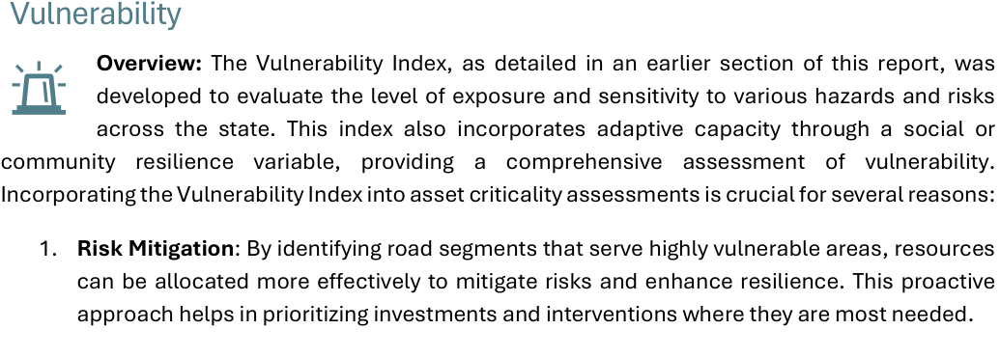 Vulnerability
Overview: The Vulnerability Index, as detailed in an earlier section of this report, was
developed to evaluate the level of exposure and sensitivity to various hazards and risks
across the state. This index also incorporates adaptive capacity through a social or
community resilience variable, providing a comprehensive assessment of vulnerability.
Incorporating the Vulnerability Index into asset criticality assessments is crucial for several reasons:
1. Risk Mitigation: By identifying road segments that serve highly vulnerable areas, resources
can be allocated more effectively to mitigate risks and enhance resilience. This proactive
approach helps in prioritizing investments and interventions where they are most needed.